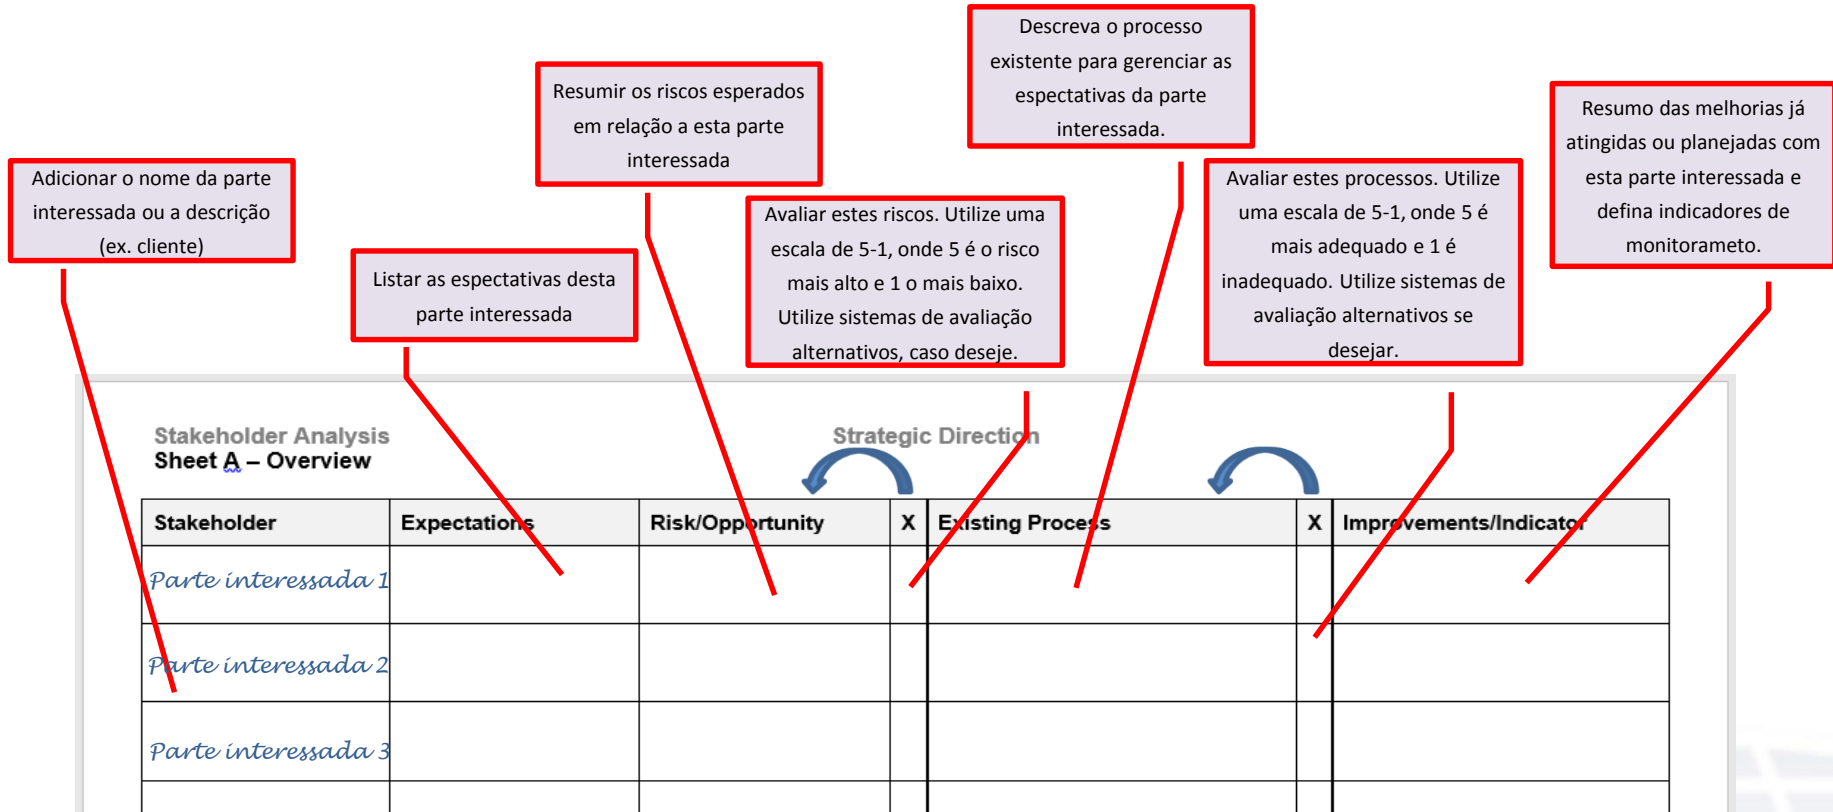 Descreva o processo
existente para gerenciar as
espectativas da parte
interessada.
Resumir os riscos esperados
em relação a esta parte
interessada
Resumo das melhorias já
atingidas ou planejadas com
esta parte interessada e
defina indicadores de
monitorameto.
Adicionar o nome da parte
interessada ou a descrição
(ex. cliente)
Avaliar estes riscos. Utilize uma
escala de 5-1, onde 5 é o risco
mais alto e 1 o mais baixo.
Utilize sistemas de avaliação
alternativos, caso deseje.
Avaliar estes processos. Utilize
uma escala de 5-1, onde 5 é
mais adequado e 1 é
inadequado. Utilize sistemas de
avaliação alternativos se
desejar.
Listar as espectativas desta
parte interessada
Stakeholder Analysis
Strategic Direction
Sheet A – Overview
Stakeholder Expectations Risk/Opportunity X Existing Process X Improvements/Indicator
Parte interessada 1
Parte interessada 2
Parte interessada 3